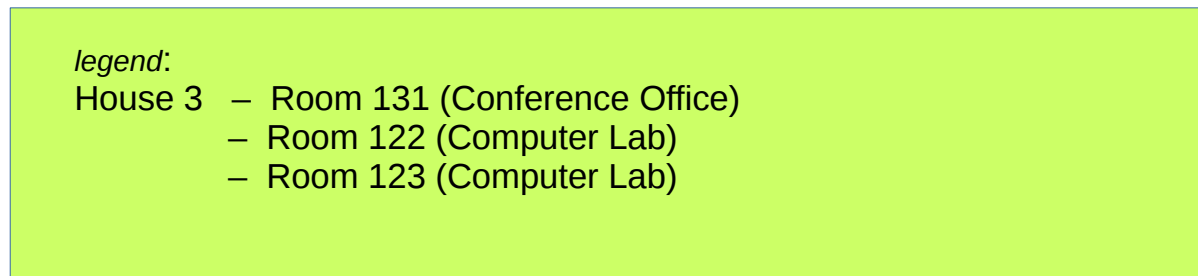 legend:
House 3 – Room 131 (Conference Office)
– Room 122 (Computer Lab)
– Room 123 (Computer Lab)